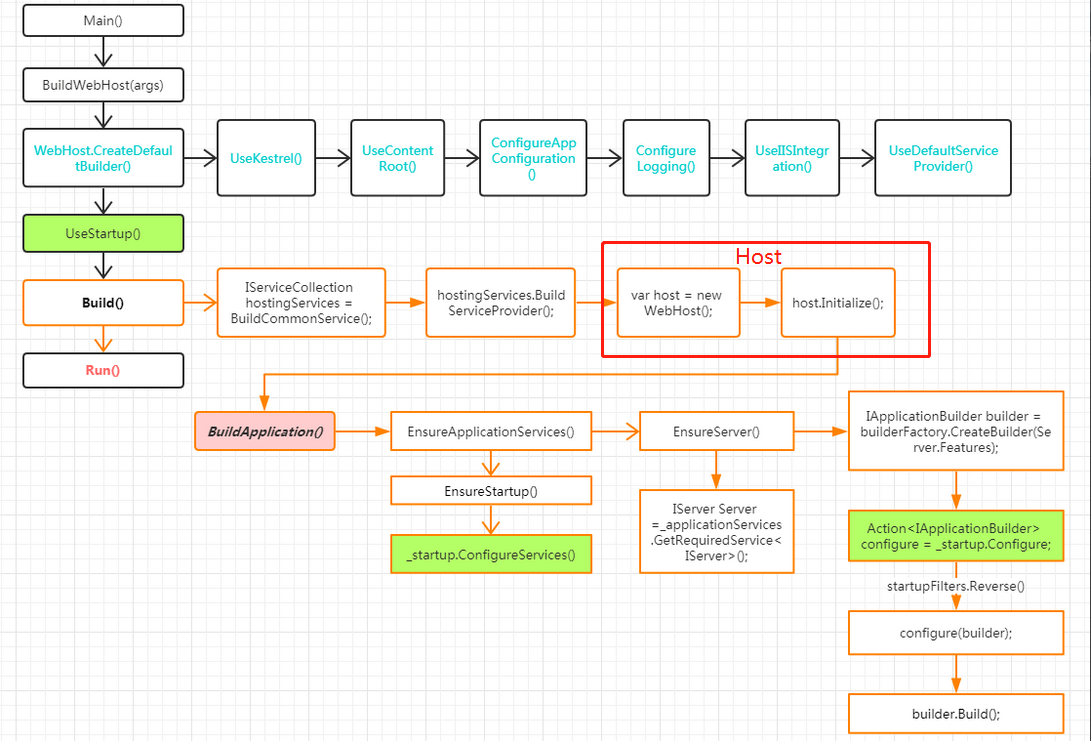 Main()
BuildWebHost(args)
WebHost.CreateDefaul
tBuilder()
UseKestrel()
UseContent
Root()
ConfigureApp
Configuration
()
Configure
Logging()
UseIISIntegr
ation()
UseDefaultService
Provider()
UseStartup()
Host
Build()
IServiceCollection
hostingServices =
BuildCommonService();
hostingServices.Build
ServiceProvider();
var host = new
WebHost();
host.Initialize();
Run()
BuildApplication()
EnsureApplicationServices()
EnsureServer()
IApplicationBuilder builder =
builderFactory.CreateBuilder(Se
rver.Features);
EnsureStartup()
IServer Server
=_applicationServices
.GetRequiredService<
IServer>();
_startup.ConfigureServices()
Action<IApplicationBuilder>
configure = _startup.Configure;
startupFilters.Reverse()
configure(builder);
builder.Build();